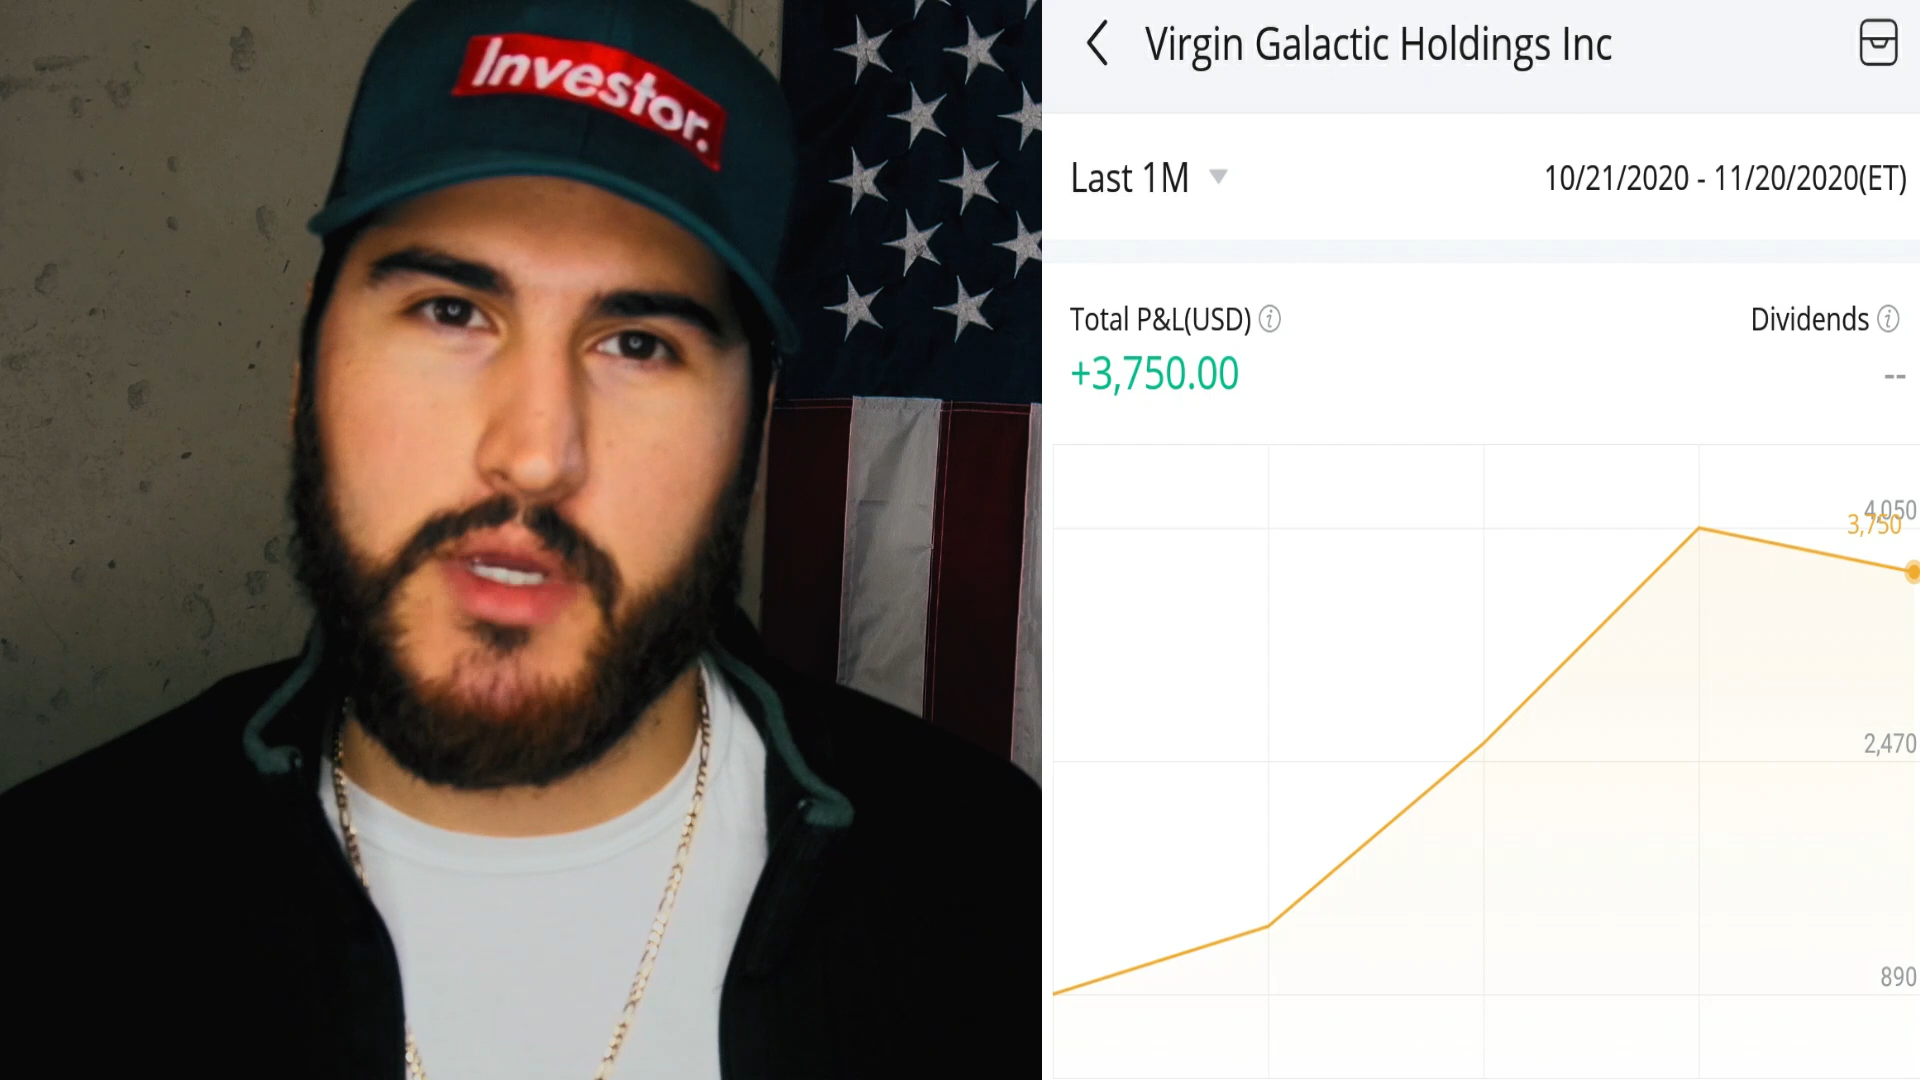 Investor.
Virgin Galactic Holdings Inc
Last 1M
10/21/2020 - 11/20/2020(ET)
Total P&L(USD)
Dividends
+3,750.00
--
4,050
3,750
2,470
890